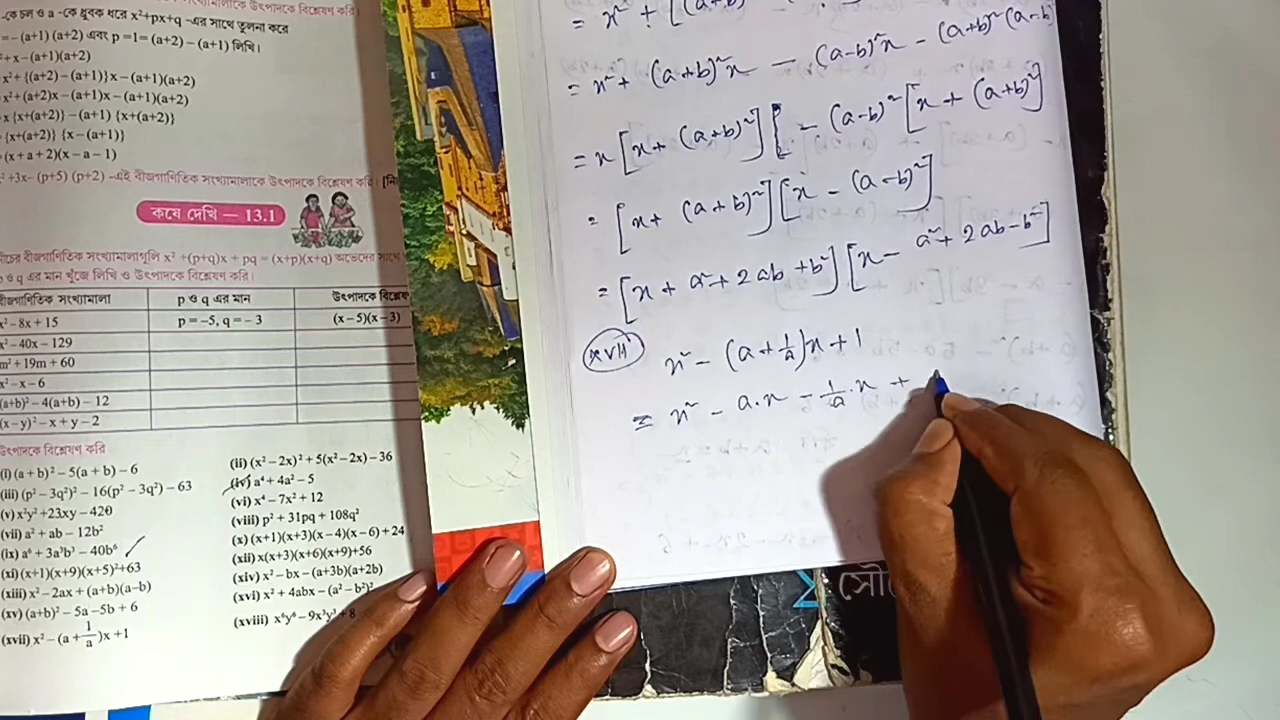 -কে চল ও a -কে ধ্রুবক ধরে x²+px+q -এর সাথে তুলনা করে
= –(a+1) (a+2) এবং p =1= (a+2) – (a+1) লিখি।
²+x –(a+1)(a+2)
x²+ {(a+2) –(a+1)}x –(a+1)(a+2)
x²+(a+2)x –(a+1)x –(a+1)(a+2)
x {x+(a+2)} –(a+1) {x+(a+2)}
{x+(a+2)} {x –(a+1)}
(x+a+2)(x–a–1)
²+3x– (p+5) (p+2) -এই বীজগাণিতিক সংখ্যামালাকে উৎপাদকে বিশ্লেষণ করি।
কষে দেখি — 13.1
বীজগাণিতিক সংখ্যামালাগুলি x² +(p+q)x + pq = (x+p)(x+q) অভেদের সাথে
p ও q এর মান খুঁজে লিখি ও উৎপাদকে বিশ্লেষণ করি।
বীজগাণিতিক সংখ্যামালা p ও q এর মান উৎপাদকে
x² – 8x + 15 p = –5, q = – 3 (x – 5)(x – 3)
x² – 40x – 129
m² + 19m + 60
x² – x – 6
(a+b)² – 4(a+b) – 12
(x–y)² – x + y – 2
উৎপাদকে বিশ্লেষণ করি
(i) (a + b)² – 5(a + b) – 6
(ii) (x² – 2x)² + 5(x² – 2x) – 36
(iii) (p² – 3q²)² – 16(p² – 3q²) – 63
(iv) a⁴ + 4a² – 5
(v) x²y² +23xy – 420
(vi) x⁴ – 7x² + 12
(vii) a² + ab – 12b²
(viii) p² + 31pq + 108q²
(ix) a⁶ + 3a³b³ – 40b⁶
(x) (x+1)(x+3)(x – 4)(x – 6) + 24
(xi) (x+1)(x+9)(x+5)²+63
(xii) x(x+3)(x+6)(x+9)+56
(xiii) x² – 2ax + (a+b)(a–b)
(xiv) x² – bx – (a+3b)(a+2b)
(xv) (a+b)² – 5a –5b + 6
(xvi) x² + 4abx – (a² – b²)²
(xvii) x² – (a + 1/a)x +1
(xviii) x⁶y⁶ – 9x³y³ +8
= x² + (a+b)²x – (a–b)²x – (a+b)²(a–b)
= x [x + (a+b)²] – (a–b)² [x + (a+b)²]
= [x + (a+b)²] [x – (a–b)²]
= [x + a² + 2ab + b²] [x – a² + 2ab – b²]
xvii x² – (a + 1/a)x + 1
= x² – a·x – 1/a·x +